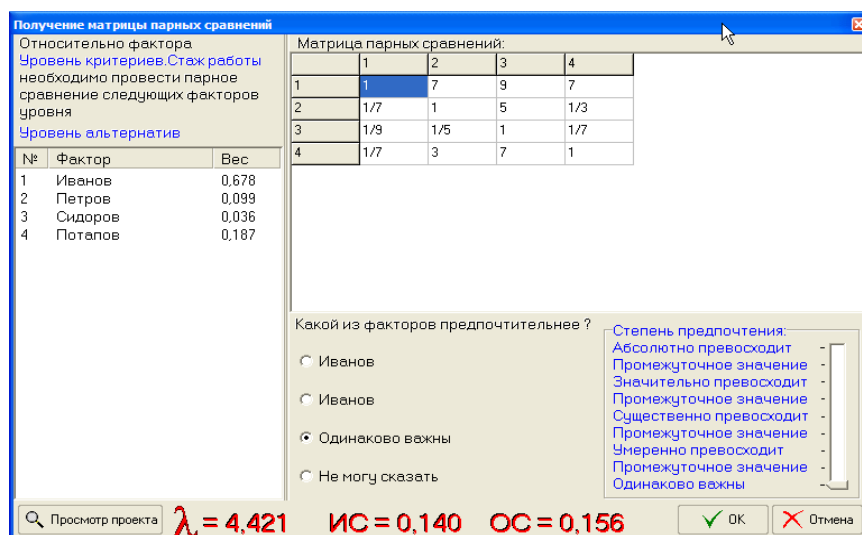 Получение матрицы парных сравнений
Относительно фактора
Уровень критериев.Стаж работы
необходимо провести парное
сравнение следующих факторов
уровня
Уровень альтернатив
№ Фактор Вес
1 Иванов 0,678
2 Петров 0,099
3 Сидоров 0,036
4 Потапов 0,187
Матрица парных сравнений:
1 2 3 4
1 1 7 9 7
2 1/7 1 5 1/3
3 1/9 1/5 1 1/7
4 1/7 3 7 1
Какой из факторов предпочтительнее ?
Иванов
Иванов
Одинаково важны
Не могу сказать
Степень предпочтения:
Абсолютно превосходит -
Промежуточное значение -
Значительно превосходит -
Промежуточное значение -
Существенно превосходит -
Промежуточное значение -
Умеренно превосходит -
Промежуточное значение -
Одинаково важны -
Просмотр проекта λ = 4,421 ИС = 0,140 ОС = 0,156 ОК Отмена